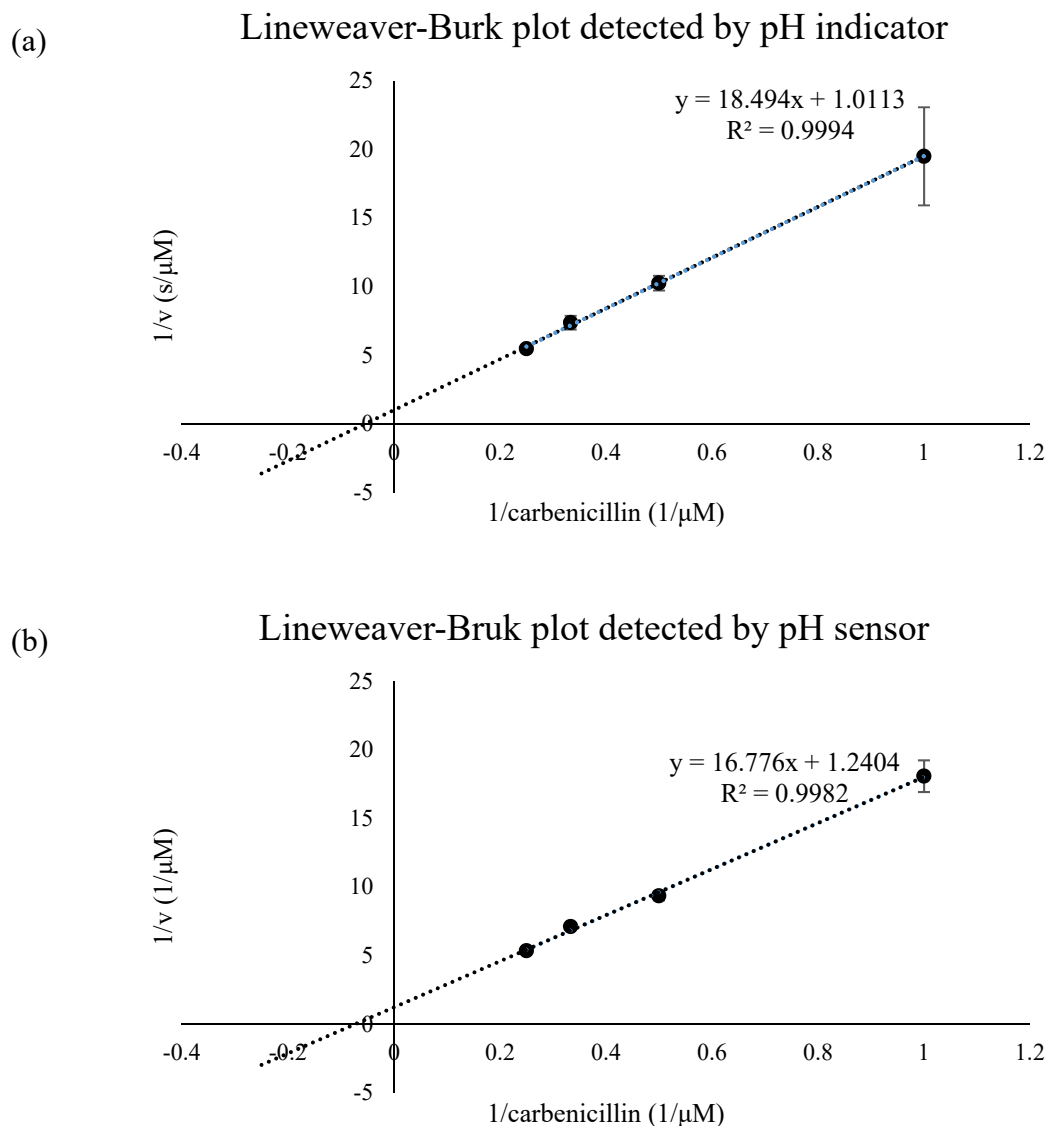 (a)
Lineweaver-Burk plot detected by pH indicator
25
y = 18.494x + 1.0113
R² = 0.9994
20
15
10
5
0
-5
1/v (s/μM)
-0.4 -0.2 0 0.2 0.4 0.6 0.8 1 1.2
1/carbenicillin (1/μM)
(b)
Lineweaver-Bruk plot detected by pH sensor
25
20
y = 16.776x + 1.2404
R² = 0.9982
15
10
5
0
-5
1/v (1/μM)
-0.4 -0.2 0 0.2 0.4 0.6 0.8 1 1.2
1/carbenicillin (1/μM)